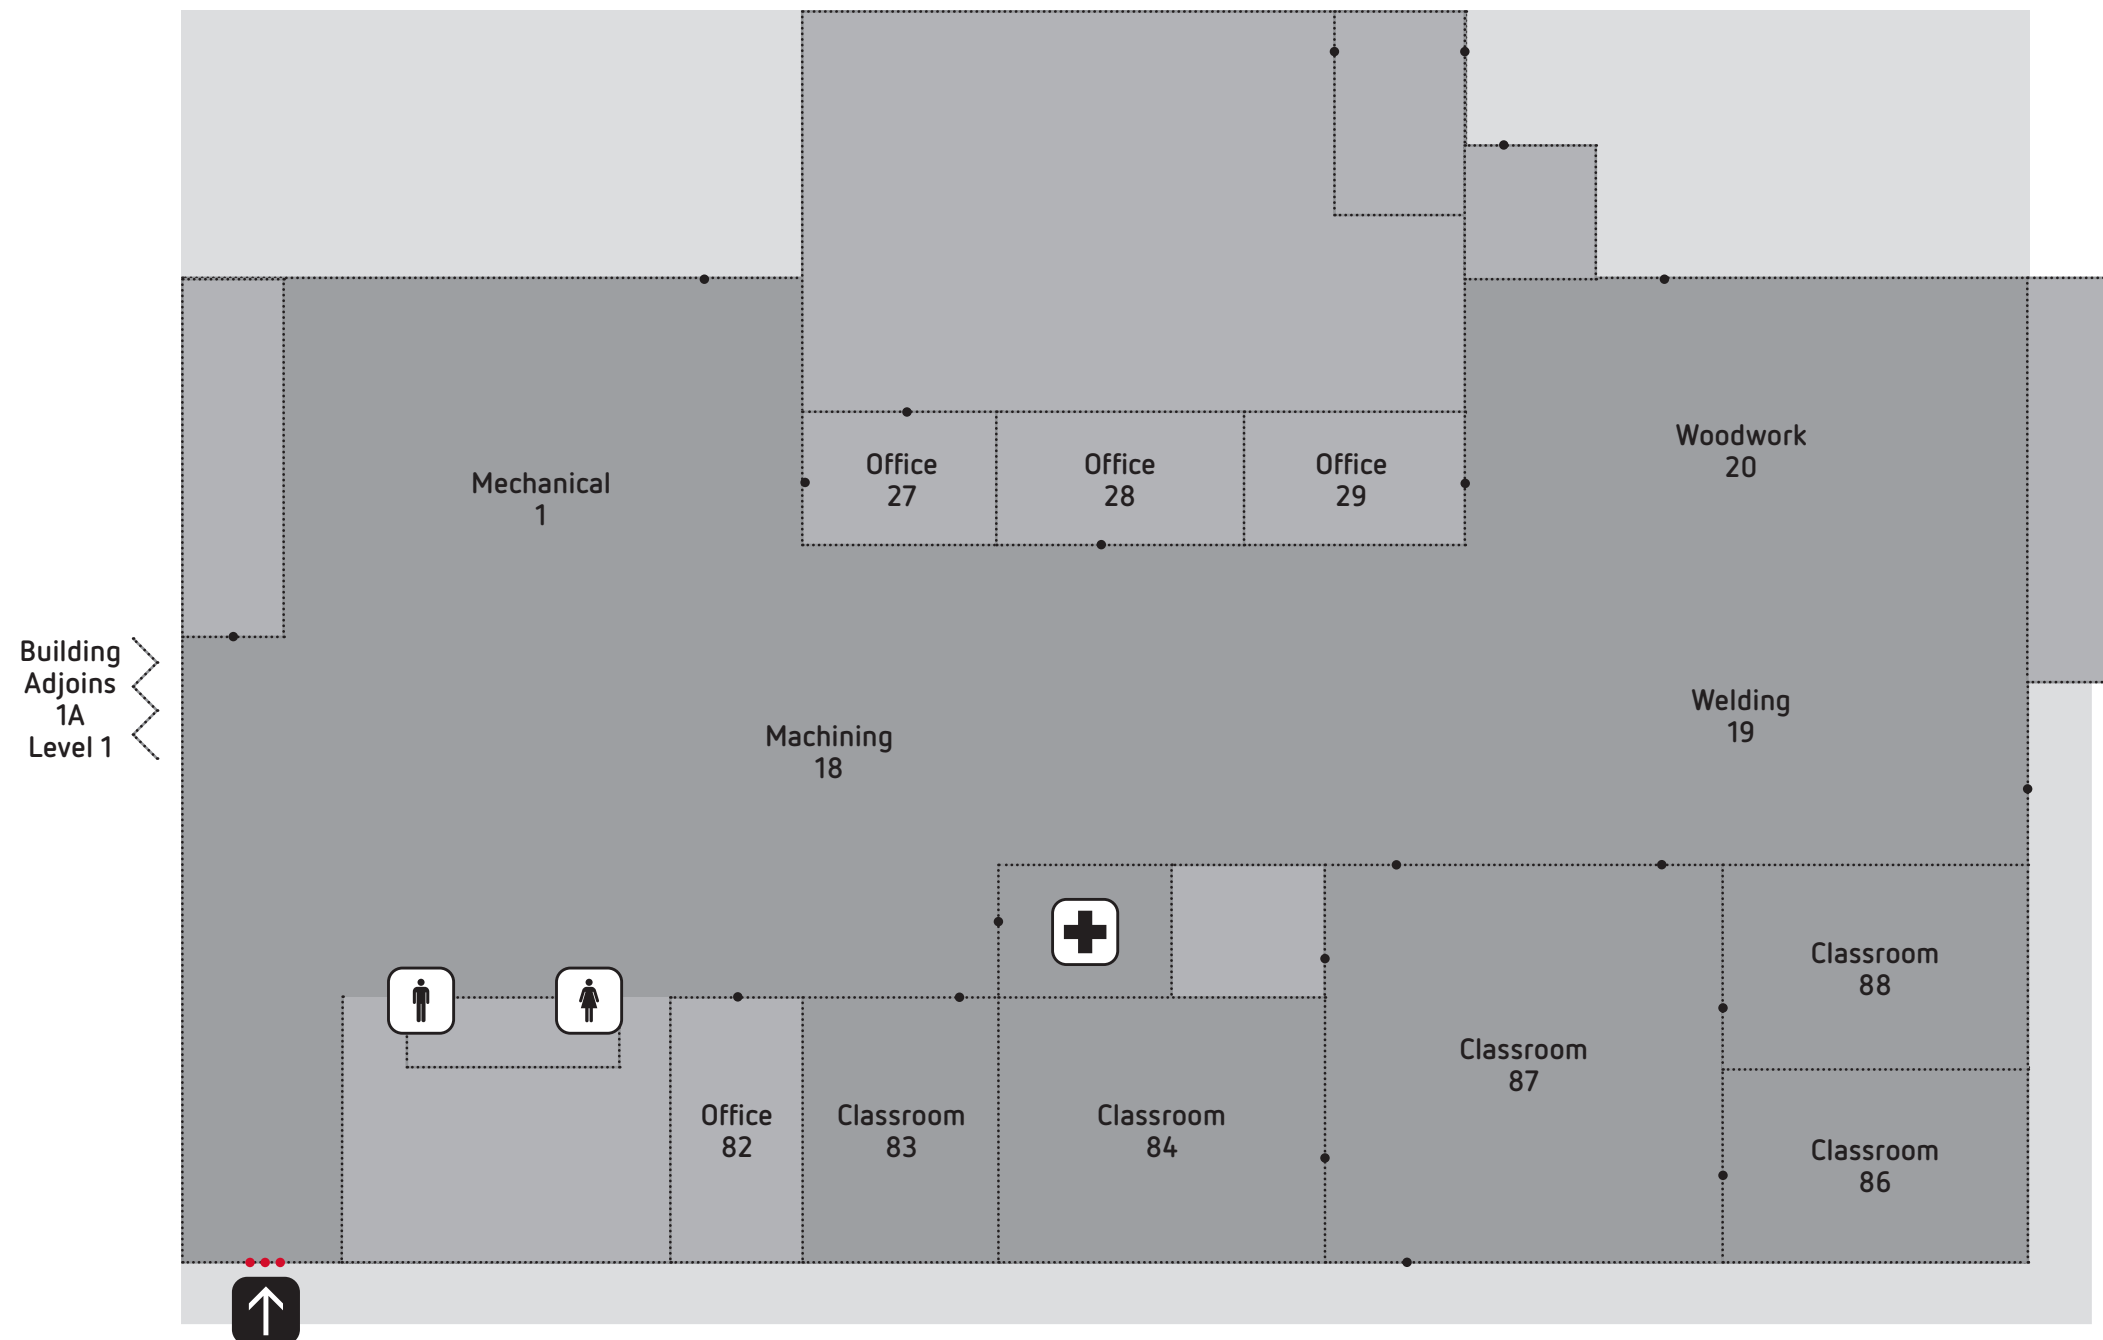 Woodwork
20
Office
27
Office
28
Office
29
Mechanical
1
Building
Adjoins
1A
Level 1
Welding
19
Machining
18
Classroom
88
Classroom
87
Office
82
Classroom
83
Classroom
84
Classroom
86